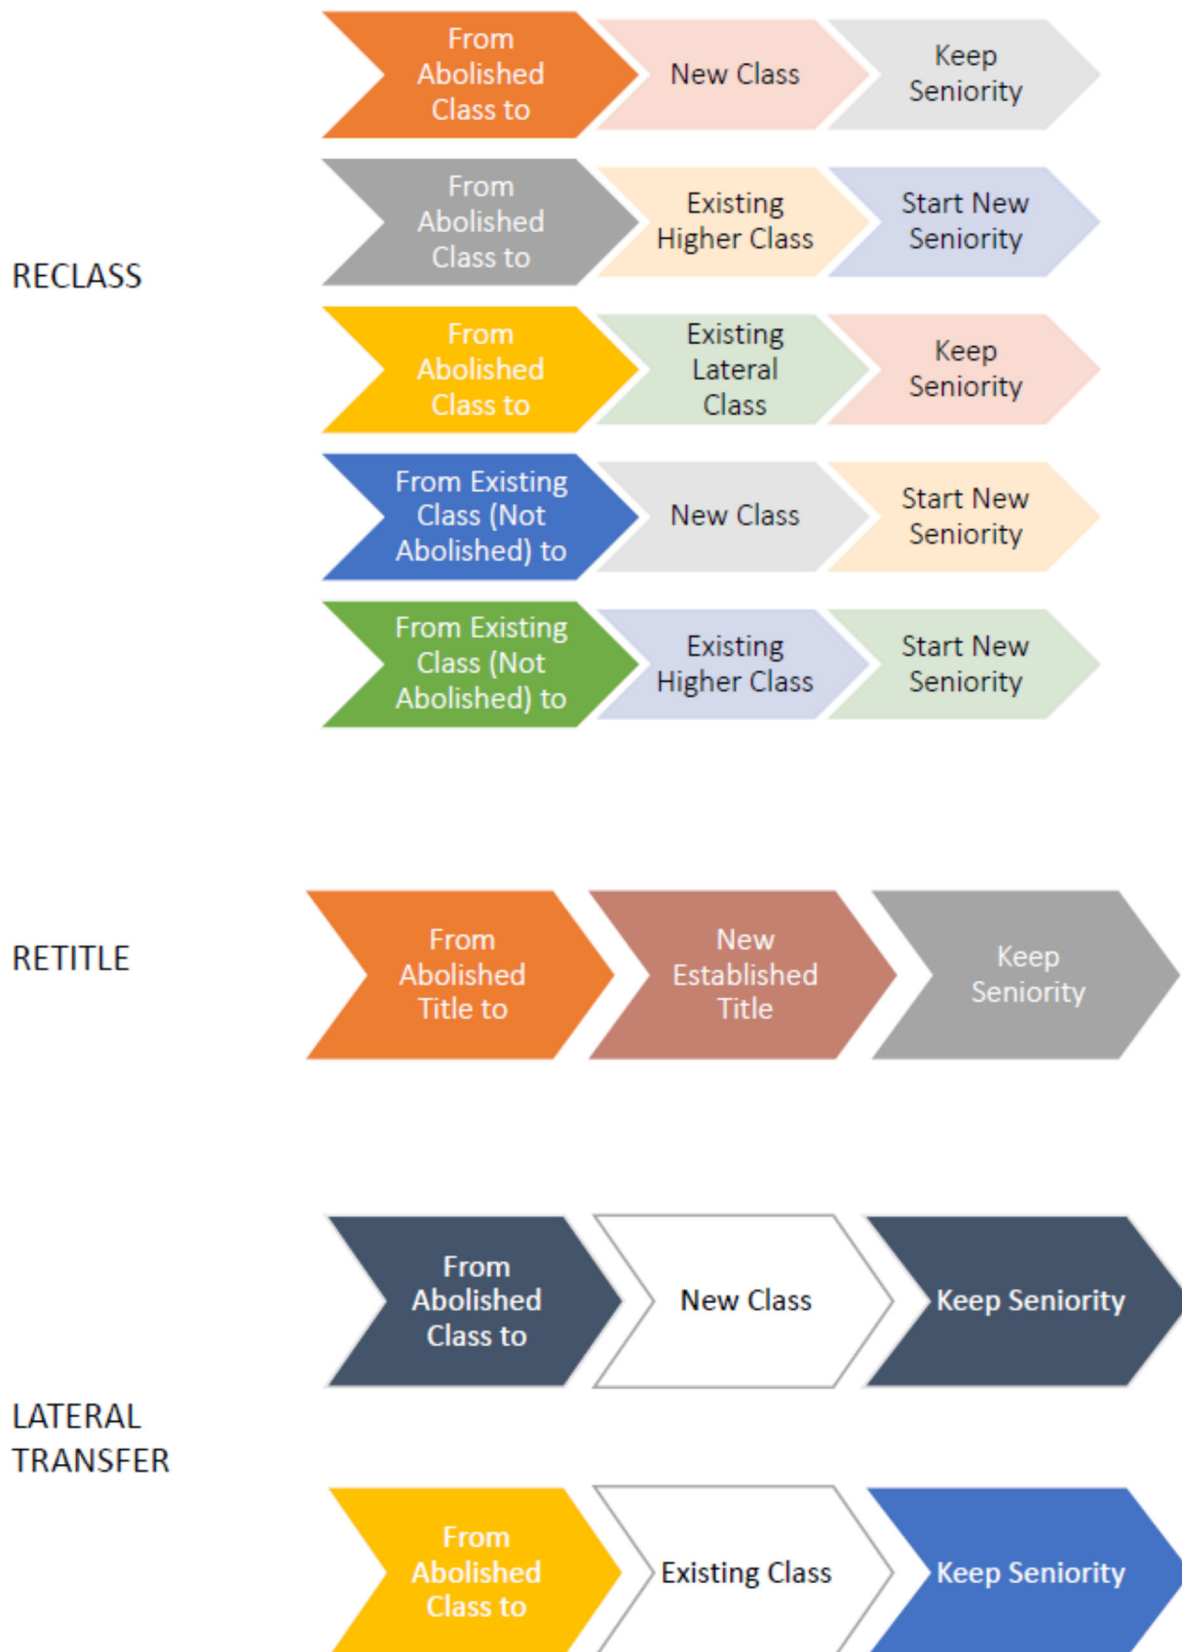 From
Abolished
Class to
New Class
Keep
Seniority
RECLASS
From
Abolished
Class to
Existing
Higher Class
Start New
Seniority
From
Abolished
Class to
Existing
Lateral
Class
Keep
Seniority
From Existing
Class (Not
Abolished) to
New Class
Start New
Seniority
From Existing
Class (Not
Abolished) to
Existing
Higher Class
Start New
Seniority
RETITLE
From
Abolished
Title to
New
Established
Title
Keep
Seniority
LATERAL
TRANSFER
From
Abolished
Class to
New Class
Keep Seniority
From
Abolished
Class to
Existing Class
Keep Seniority